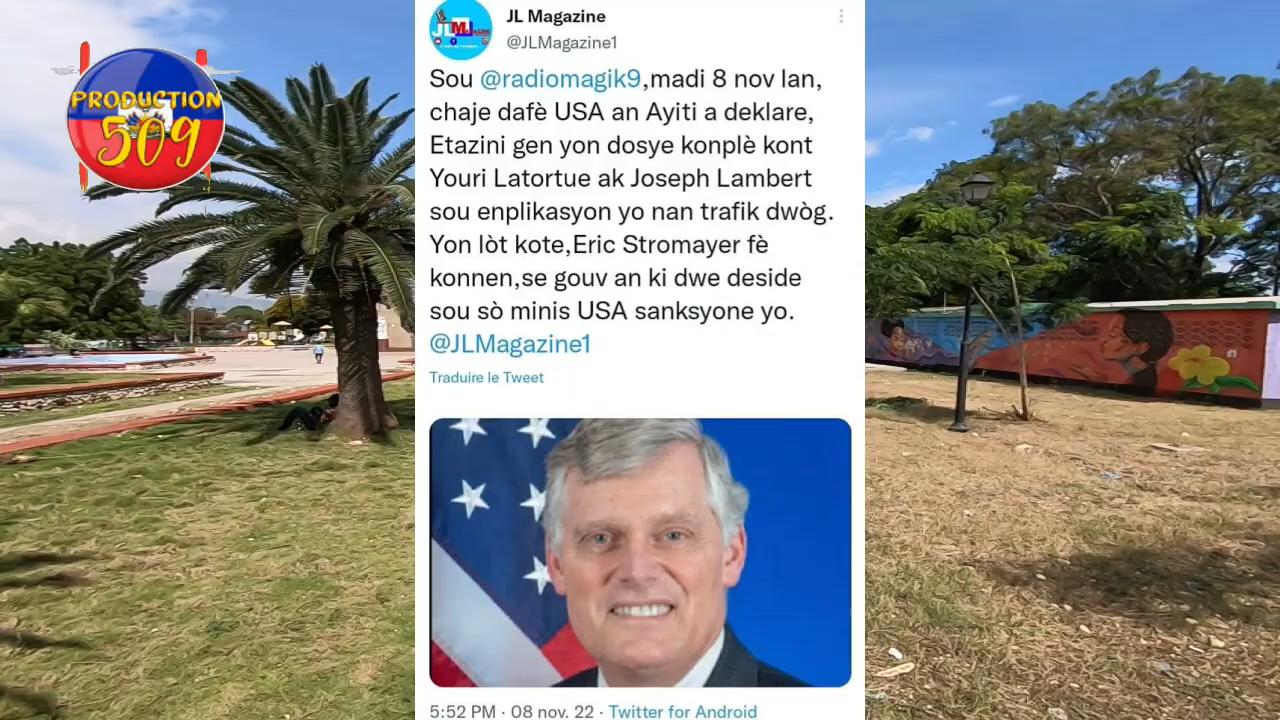 PRODUCTION
509
JL Magazine
@JLMagazine1
Sou @radiomagik9,madi 8 nov lan,
chaje dafè USA an Ayiti a deklare,
Etazini gen yon dosye konplè kont
Youri Latortue ak Joseph Lambert
sou enplikasyon yo nan trafik dwòg.
Yon lòt kote,Eric Stromayer fè
konnen,se gouv an ki dwe deside
sou sò minis USA sanksyone yo.
@JLMagazine1
Traduire le Tweet
5:52 PM · 08 nov. 22 · Twitter for Android